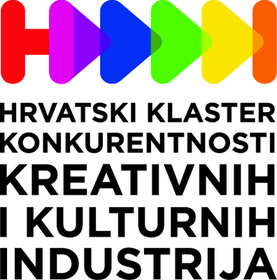 HRVATSKI KLASTER
KONKURENTNOSTI
KREATIVNIH
I KULTURNIH
INDUSTRIJA